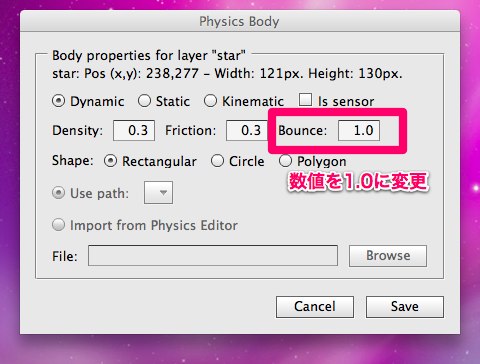 Physics Body
Body properties for layer "star"
star: Pos (x,y): 238,277 - Width: 121px. Height: 130px.
Dynamic Static Kinematic Is sensor
Density: 0.3 Friction: 0.3 Bounce: 1.0
Shape: Rectangular Circle Polygon
数値を1.0に変更
Use path:
Import from Physics Editor
File: Browse
Cancel Save